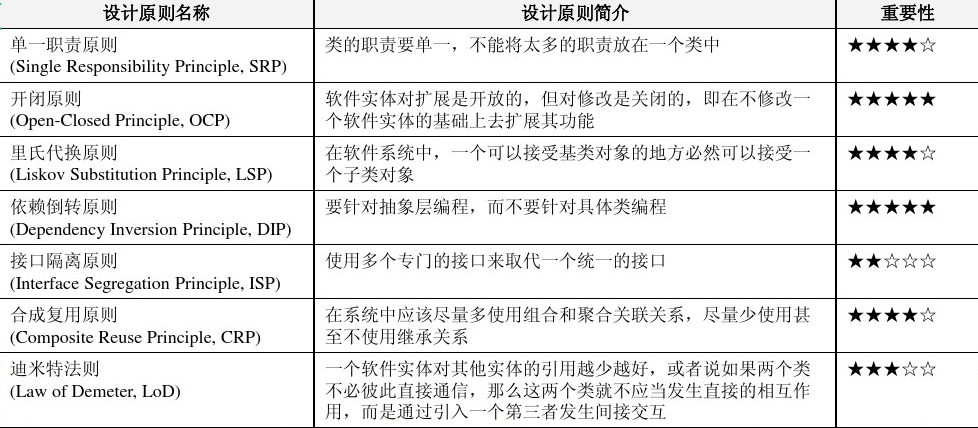 设计原则名称 设计原则简介 重要性
单一职责原则
(Single Responsibility Principle, SRP)
类的职责要单一，不能将太多的职责放在一个类中
★★★★☆
开闭原则
(Open-Closed Principle, OCP)
软件实体对扩展是开放的，但对修改是关闭的，即在不修改一
个软件实体的基础上去扩展其功能
★★★★★
里氏代换原则
(Liskov Substitution Principle, LSP)
在软件系统中，一个可以接受基类对象的地方必然可以接受一
个子类对象
★★★★☆
依赖倒转原则
(Dependency Inversion Principle, DIP)
要针对抽象层编程，而不要针对具体类编程
★★★★★
接口隔离原则
(Interface Segregation Principle, ISP)
使用多个专门的接口来取代一个统一的接口
★★☆☆☆
合成复用原则
(Composite Reuse Principle, CRP)
在系统中应该尽量多使用组合和聚合关联关系，尽量少使用甚
至不使用继承关系
★★★★☆
迪米特法则
(Law of Demeter, LoD)
一个软件实体对其他实体的引用越少越好，或者说如果两个类
不必彼此直接通信，那么这两个类就不应当发生直接的相互作
用，而是通过引入一个第三者发生间接交互
★★★☆☆